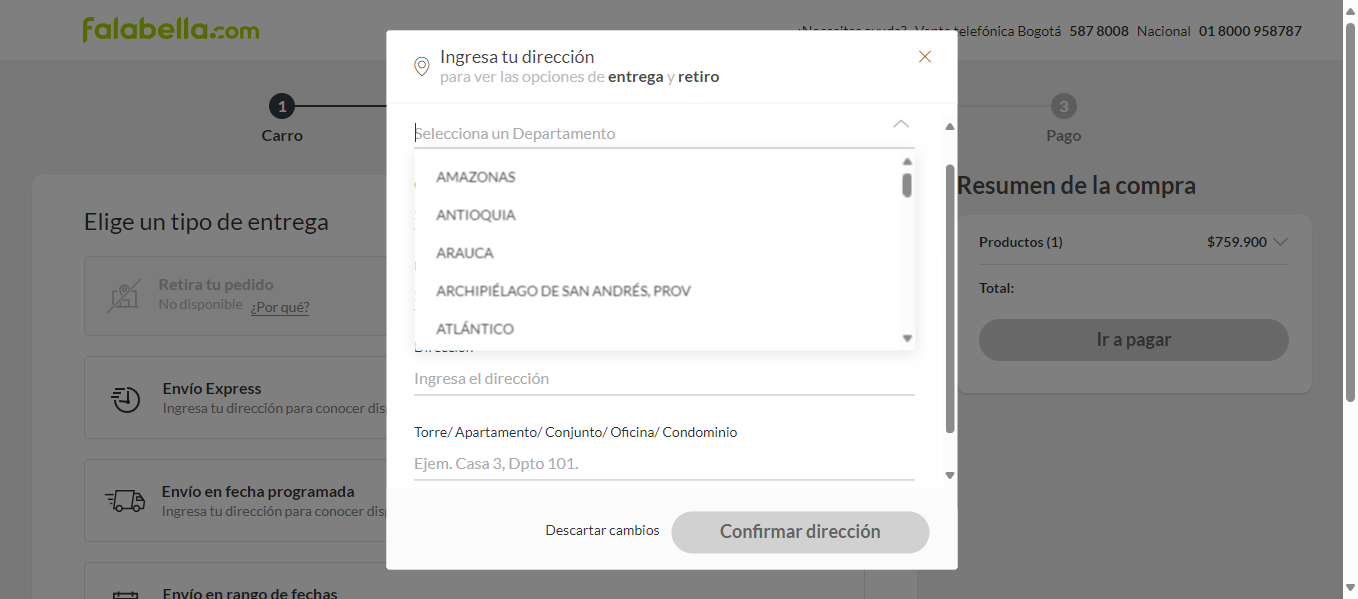 falabella.com
telefónica Bogotá 587 8008 Nacional 01 8000 958787
1
Carro
3
Pago
Ingresa tu dirección
para ver las opciones de entrega y retiro
Selecciona un Departamento
AMAZONAS
ANTIOQUIA
ARAUCA
ARCHIPIÉLAGO DE SAN ANDRÉS, PROV
ATLÁNTICO
Dirección
Ingresa el dirección
Torre/ Apartamento/ Conjunto/ Oficina/ Condominio
Ejem. Casa 3, Dpto 101.
Descartar cambios
Confirmar dirección
Elige un tipo de entrega
Retira tu pedido
No disponible ¿Por qué?
Envío Express
Ingresa tu dirección para conocer dis
Envío en fecha programada
Ingresa tu dirección para conocer dis
Envío en rango de fechas
Resumen de la compra
Productos (1) $759.900
Total:
Ir a pagar